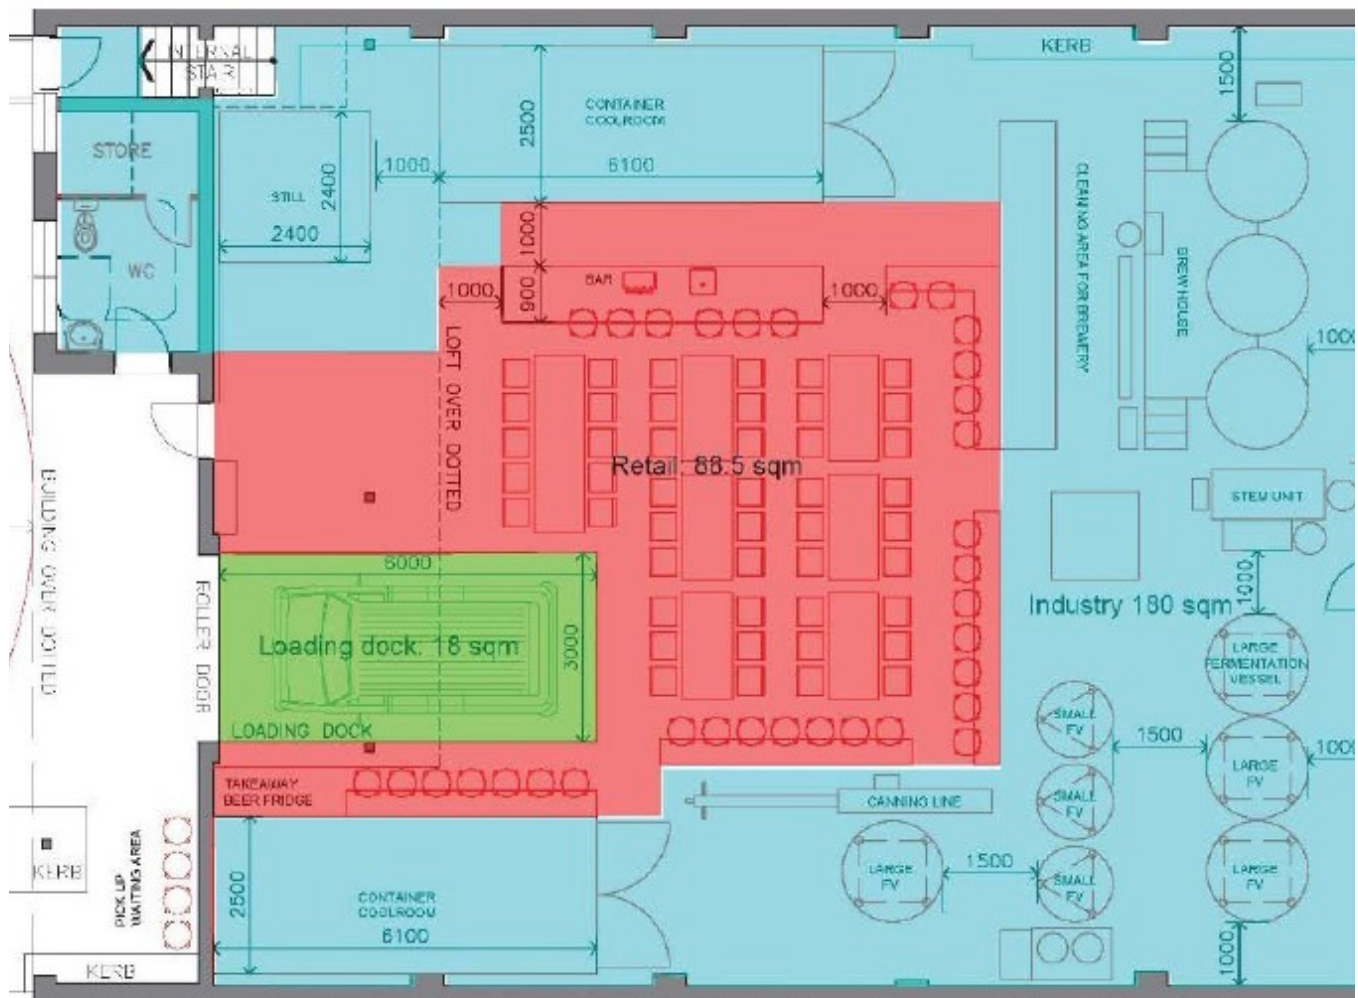 INTERNAL
STAIR
KERB
1500
STORE
CONTAINER
COOLROOM
2500
1000
6100
STILL
2400
2400
WC
1000
BAR
900
1000
1000
CLEANING AREA FOR BREWERY
BREW HOUSE
1000
LOFT OVER DOTTED
Retail: 88.5 sqm
BUILDING OVER DOTTED
STEM UNIT
1000
ROLLER DOOR
6000
Loading dock: 18 sqm
3000
LOADING DOCK
Industry 180 sqm
LARGE
FERMENTATION
VESSEL
SMALL
FV
1500
LARGE
FV
1000
TAKEAWAY
BEER FRIDGE
CANNING LINE
SMALL
FV
KERB
PICK UP
WAITING AREA
2500
CONTAINER
COOLROOM
6100
LARGE
FV
1500
SMALL
FV
LARGE
FV
1000
KERB